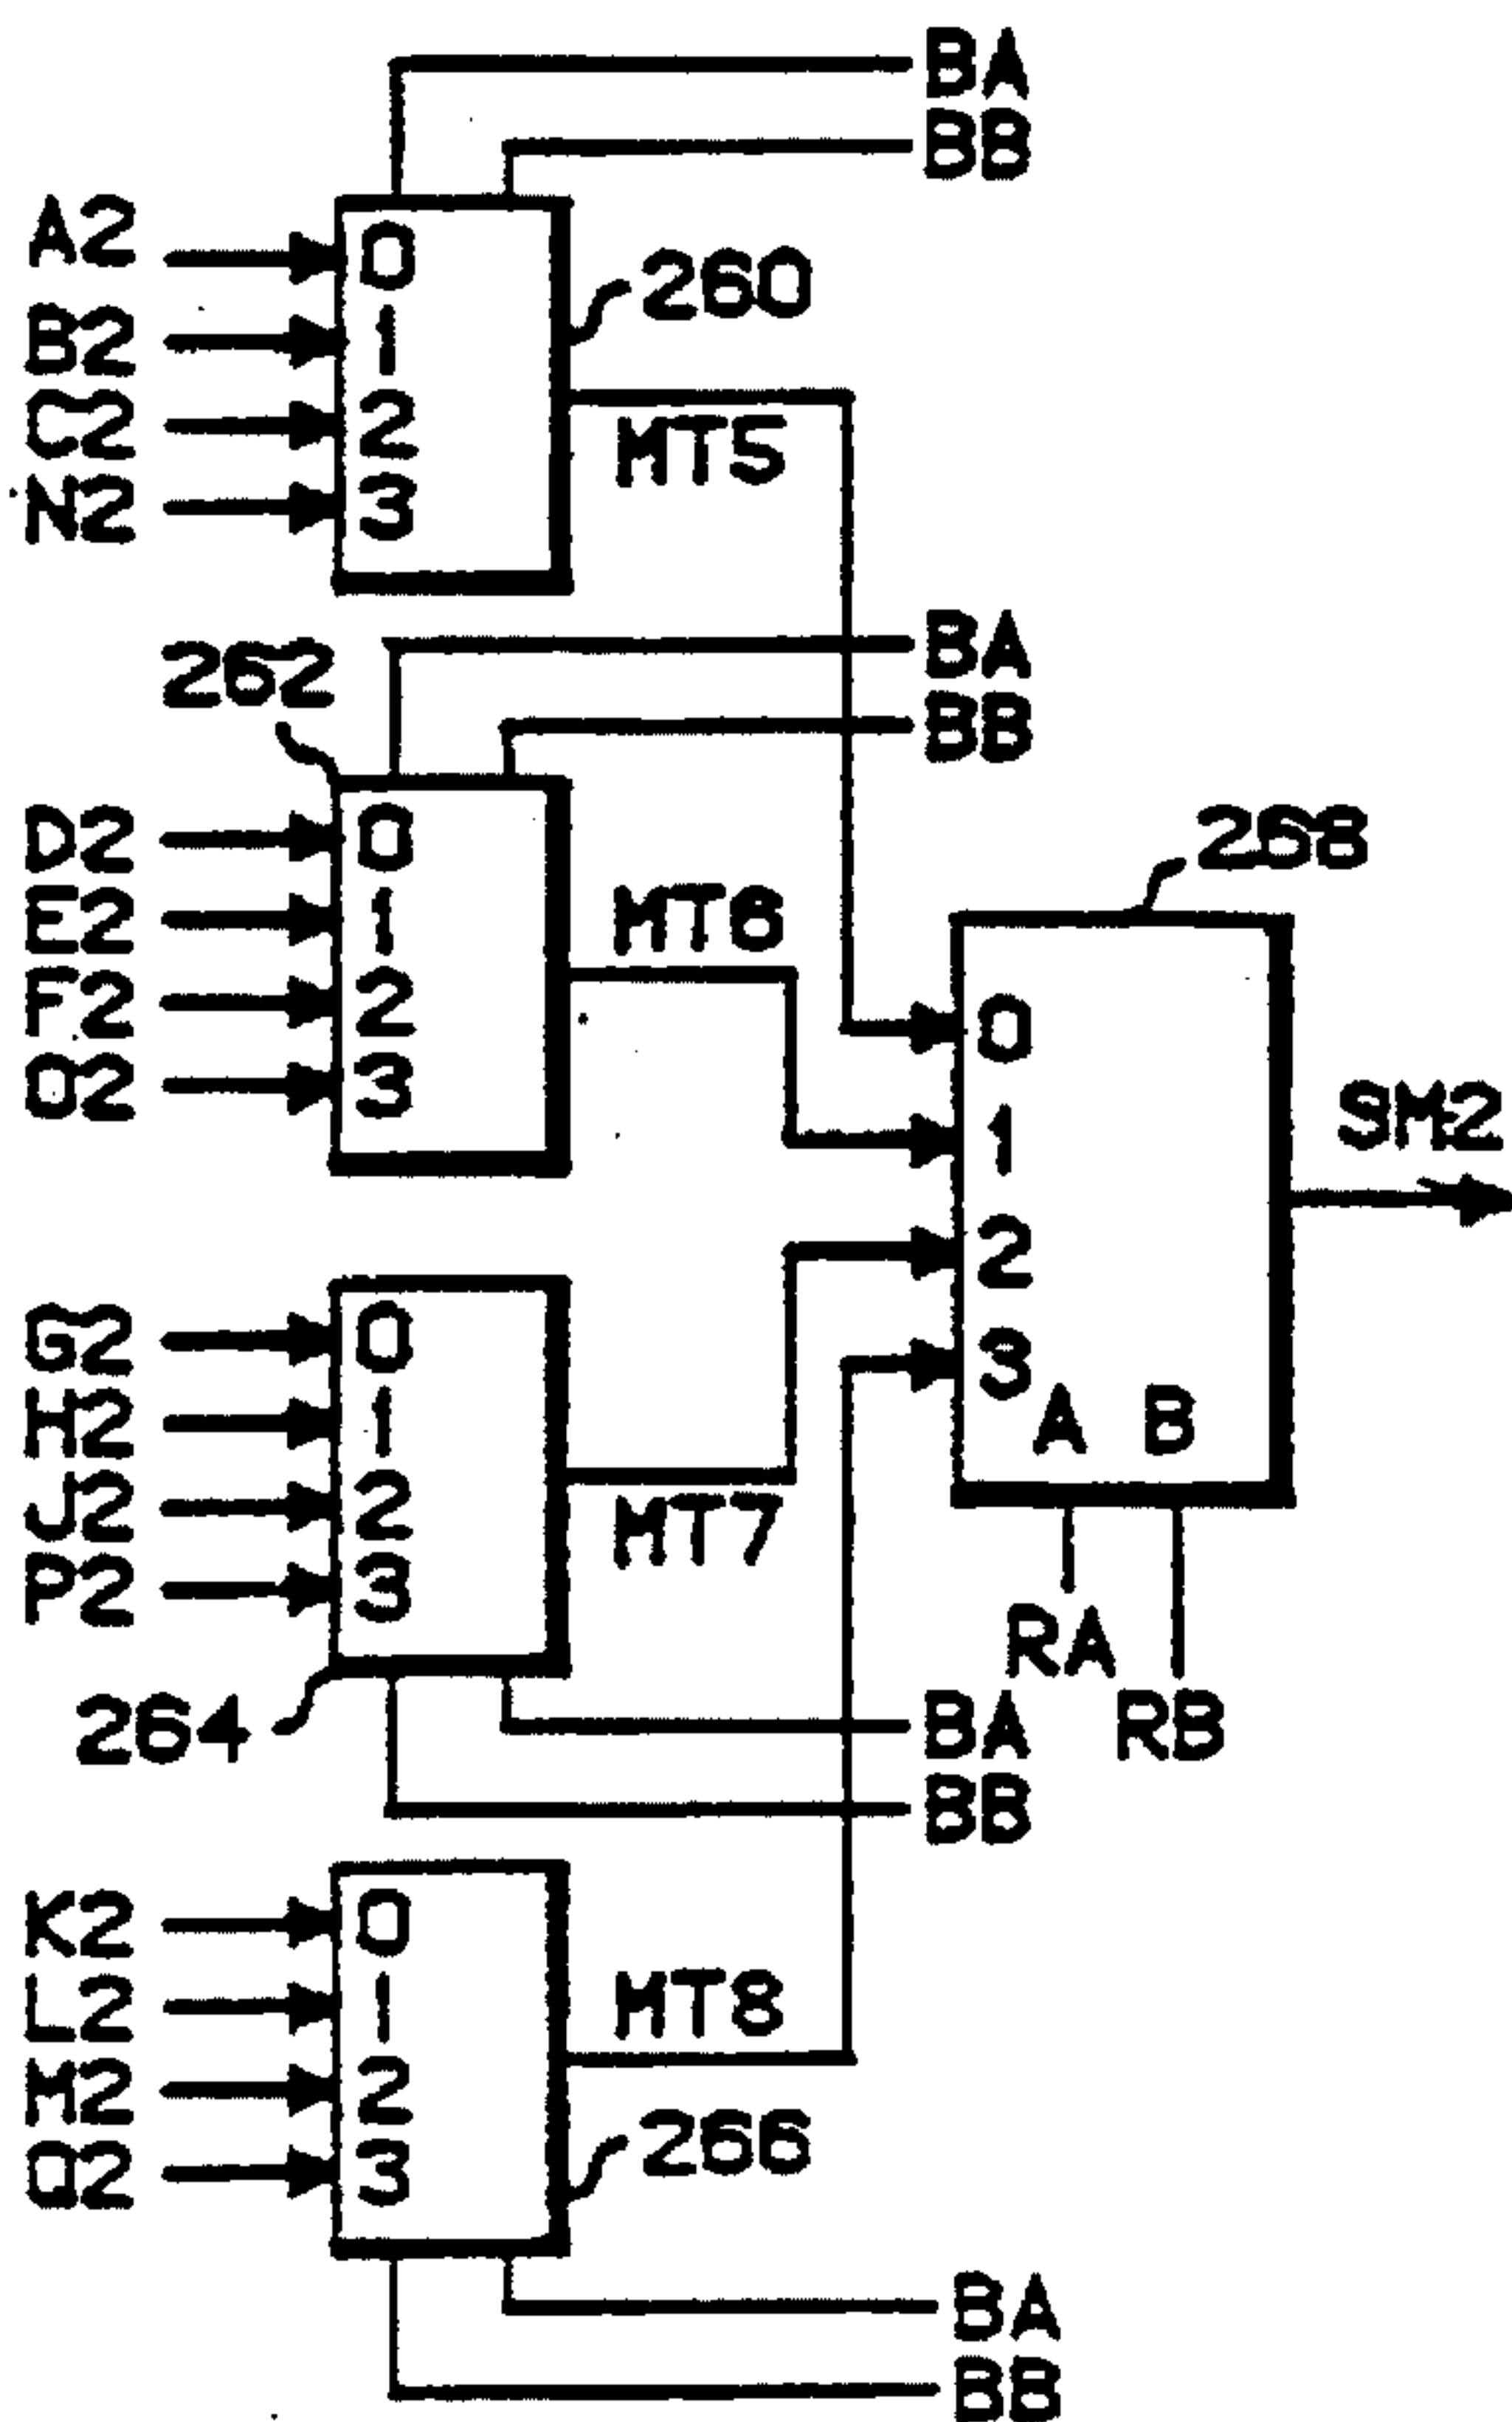 BA
BB
A2 0
260
B2 1
C2 2
MT5
N2 3
BA
262
BB
D2 0
268
E2 1
MT6
F2 2
0
O2 3
SM2
1
2
G2 0
3
H2 1
A B
J2 2
MT7
P2 3
RA
264
BA RB
BB
K2 0
L2 1
MT8
M2 2
266
Q2 3
BA
BB